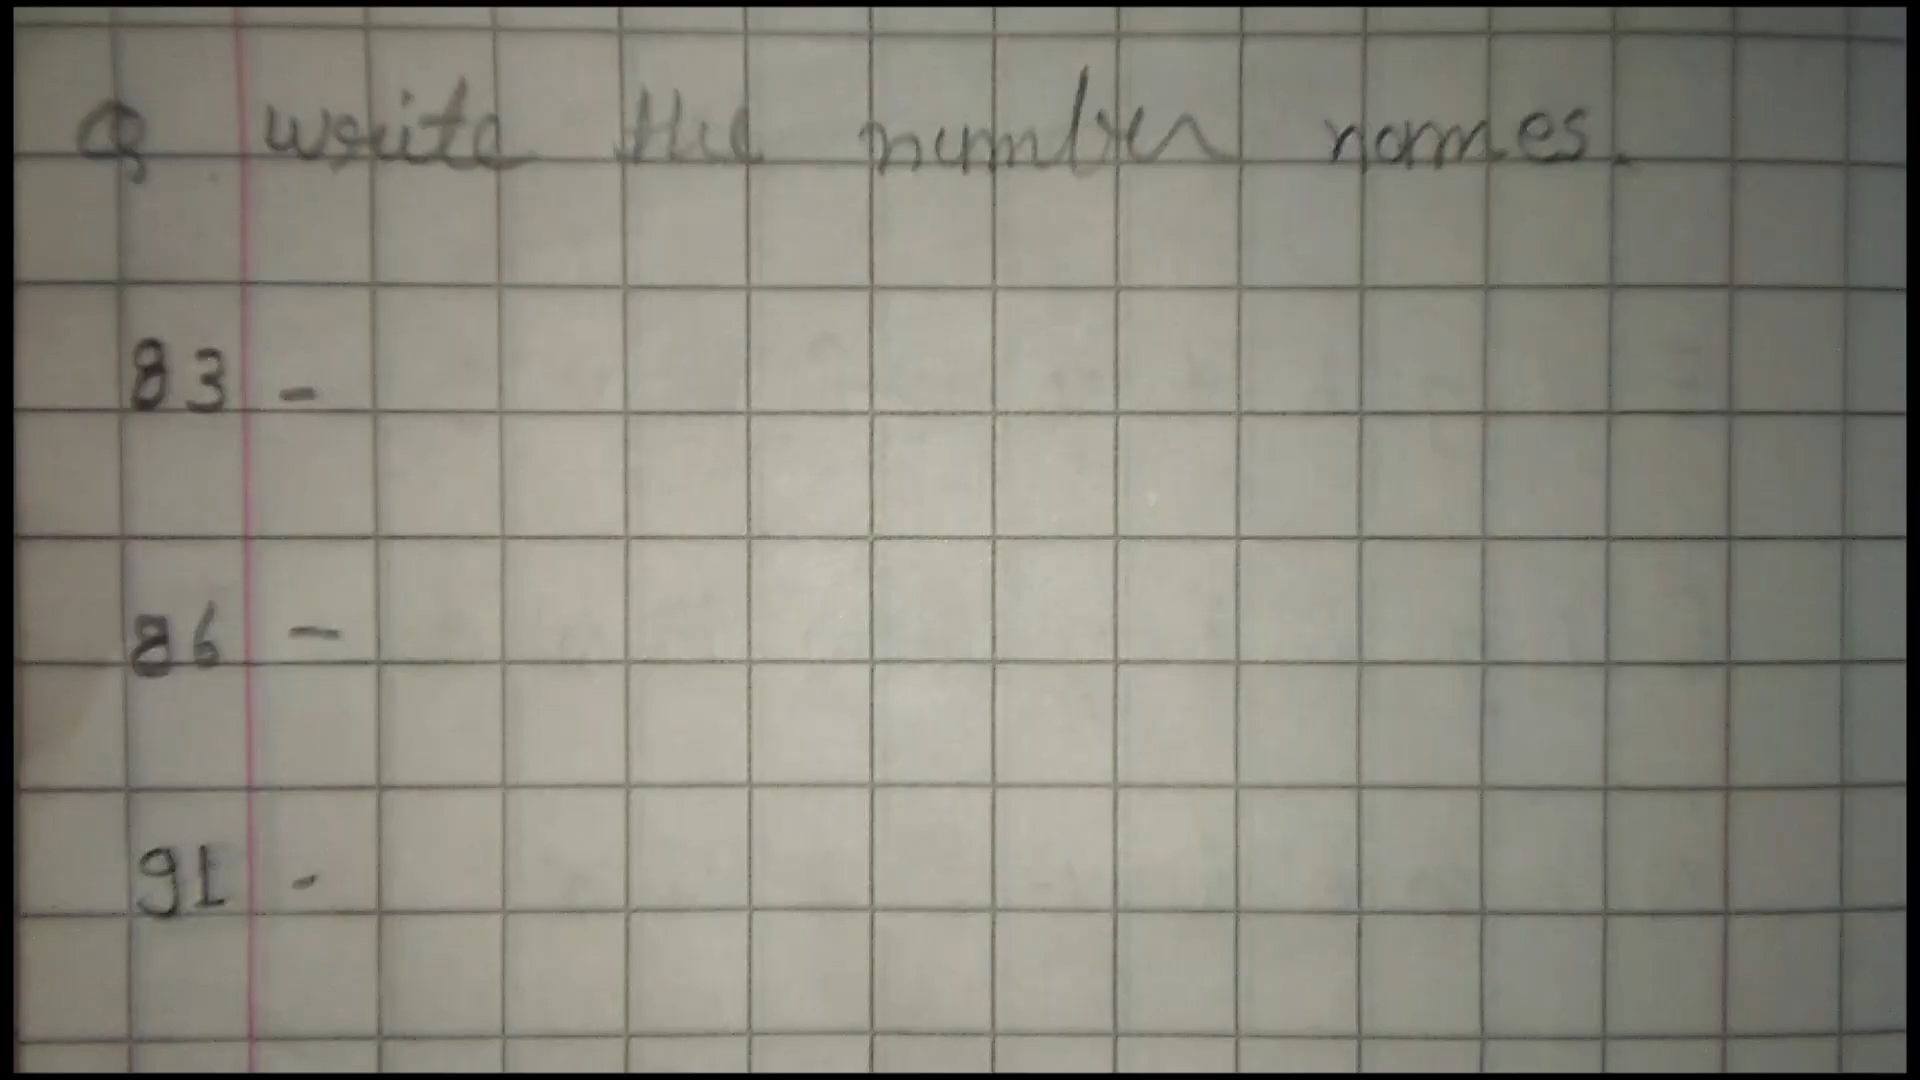 Q write the number names.
83 -
86 -
91 -